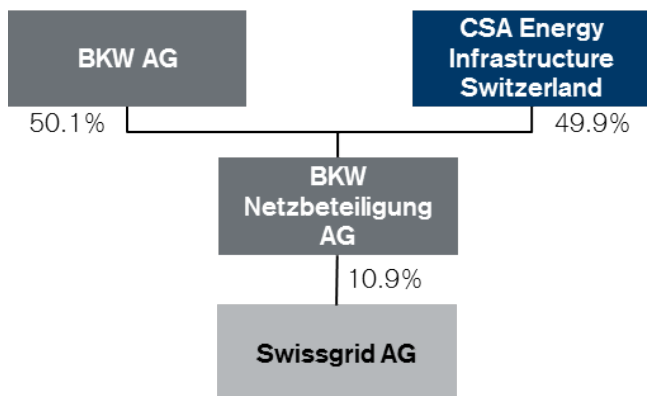 BKW AG
CSA Energy
Infrastructure
Switzerland
50.1%
49.9%
BKW
Netzbeteiligung
AG
10.9%
Swissgrid AG